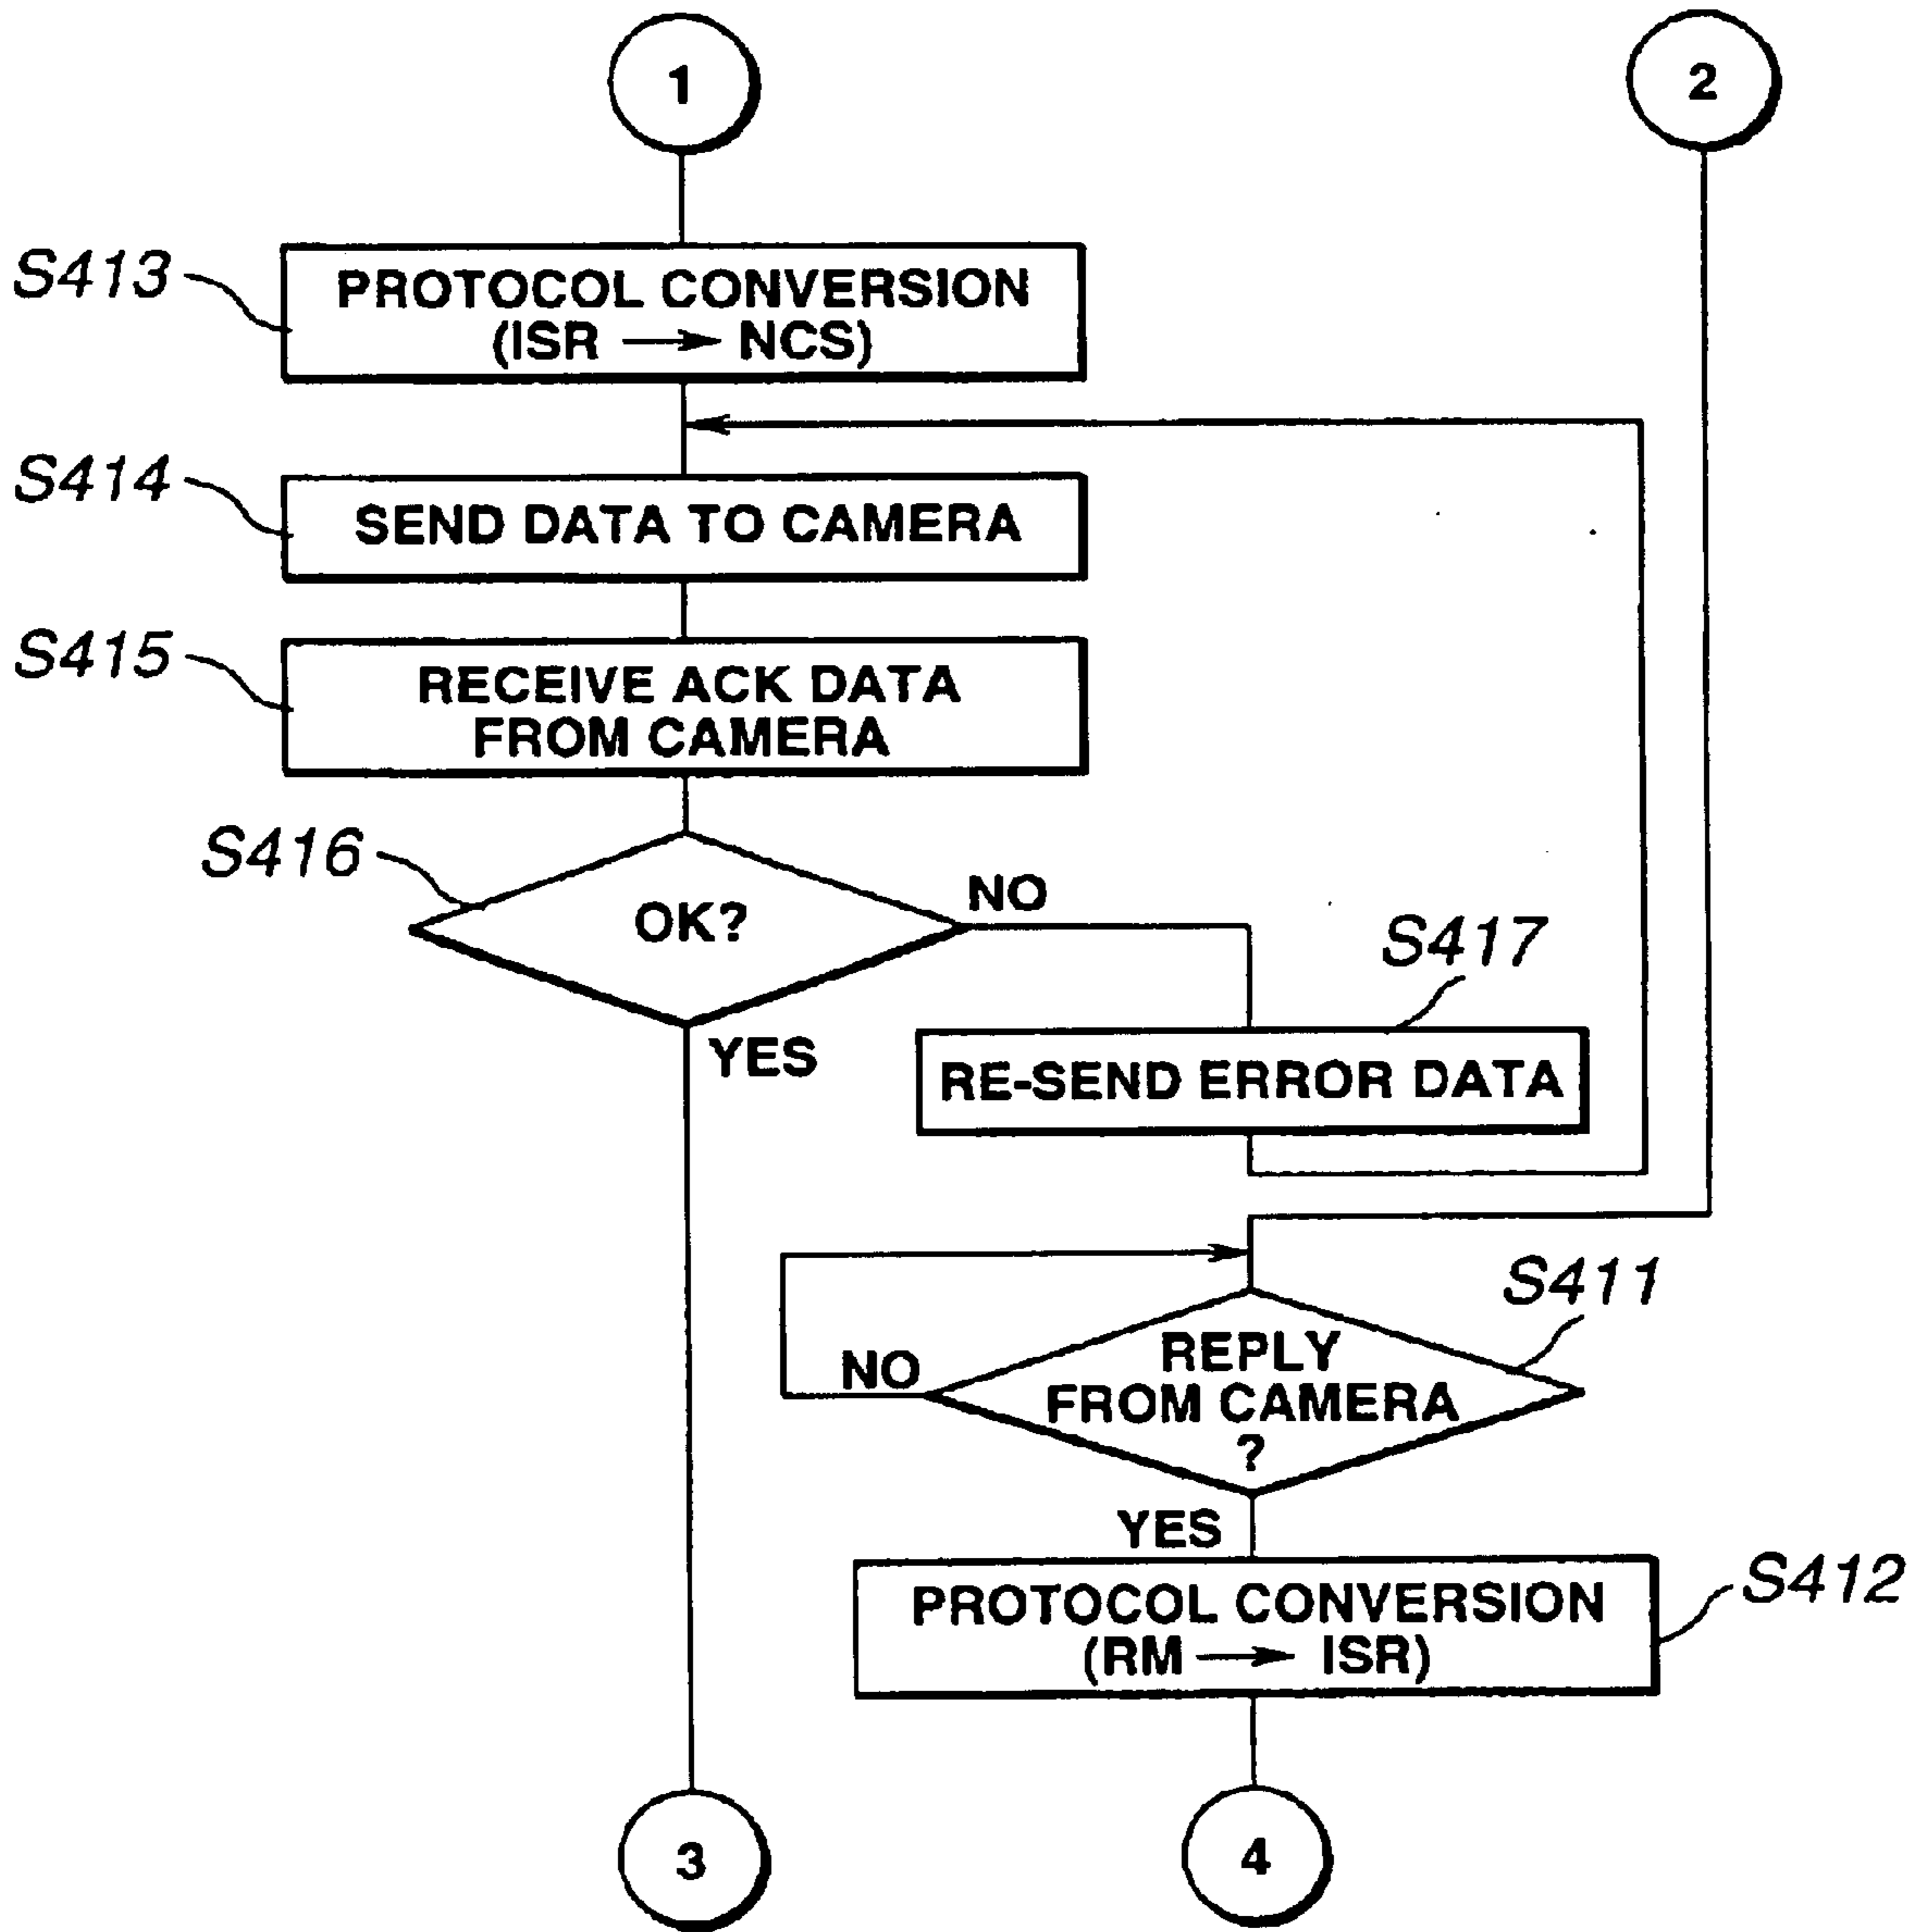 1
2
S413
PROTOCOL CONVERSION
(ISR → NCS)
S414
SEND DATA TO CAMERA
S415
RECEIVE ACK DATA
FROM CAMERA
S416
OK?
NO
YES
S417
RE-SEND ERROR DATA
S411
REPLY
FROM CAMERA
?
NO
YES
S412
PROTOCOL CONVERSION
(RM → ISR)
3
4